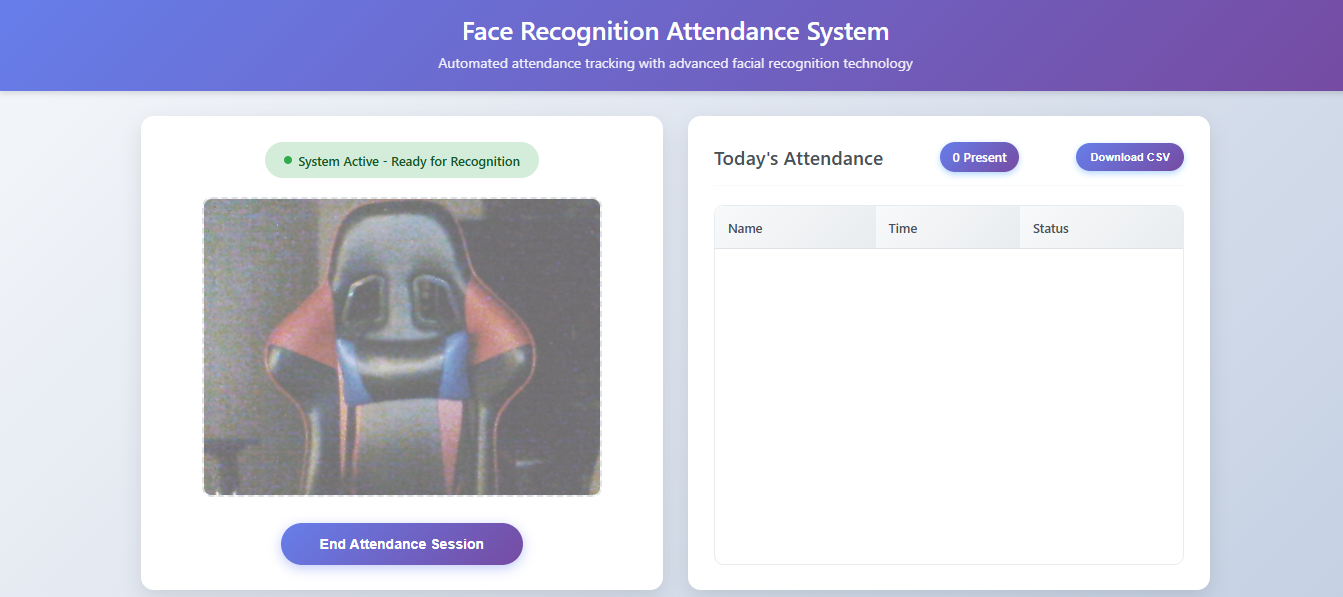 Face Recognition Attendance System
Automated attendance tracking with advanced facial recognition technology
System Active - Ready for Recognition
End Attendance Session
Today's Attendance
0 Present
Download CSV
Name Time Status